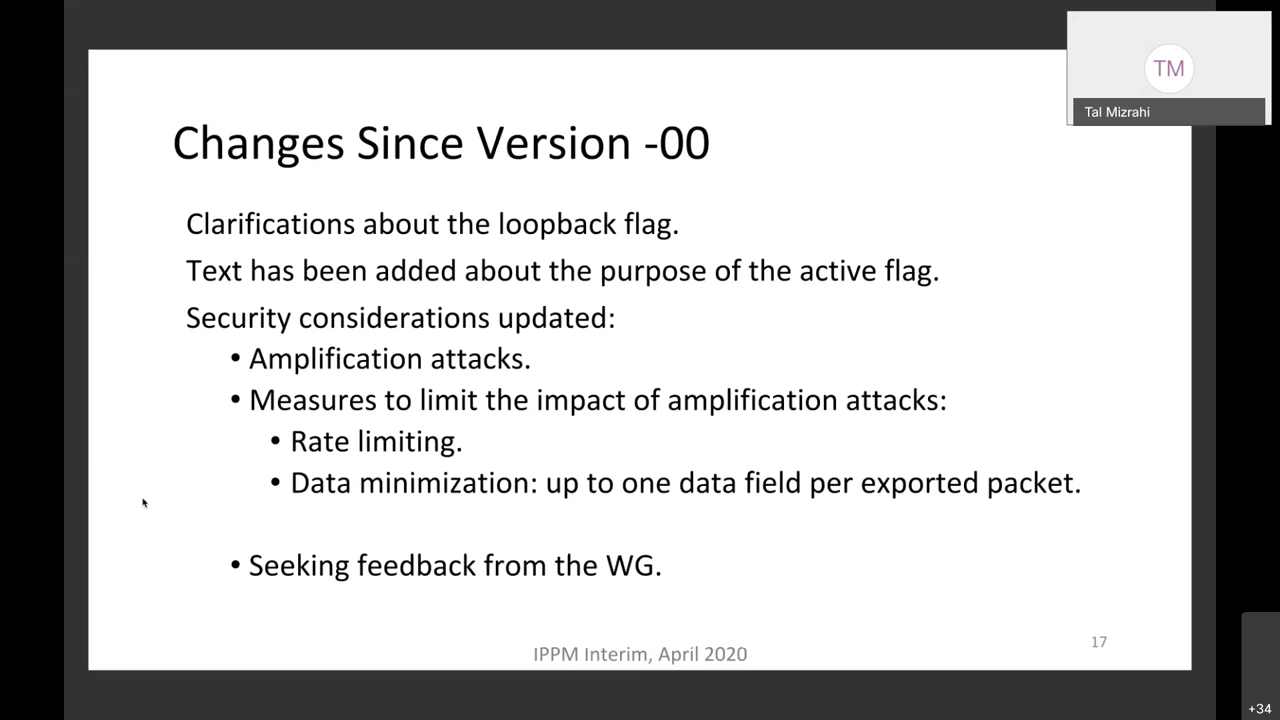 TM
Tal Mizrahi
Changes Since Version -00
Clarifications about the loopback flag.
Text has been added about the purpose of the active flag.
Security considerations updated:
• Amplification attacks.
• Measures to limit the impact of amplification attacks:
• Rate limiting.
• Data minimization: up to one data field per exported packet.
• Seeking feedback from the WG.
17
IPPM Interim, April 2020
+34